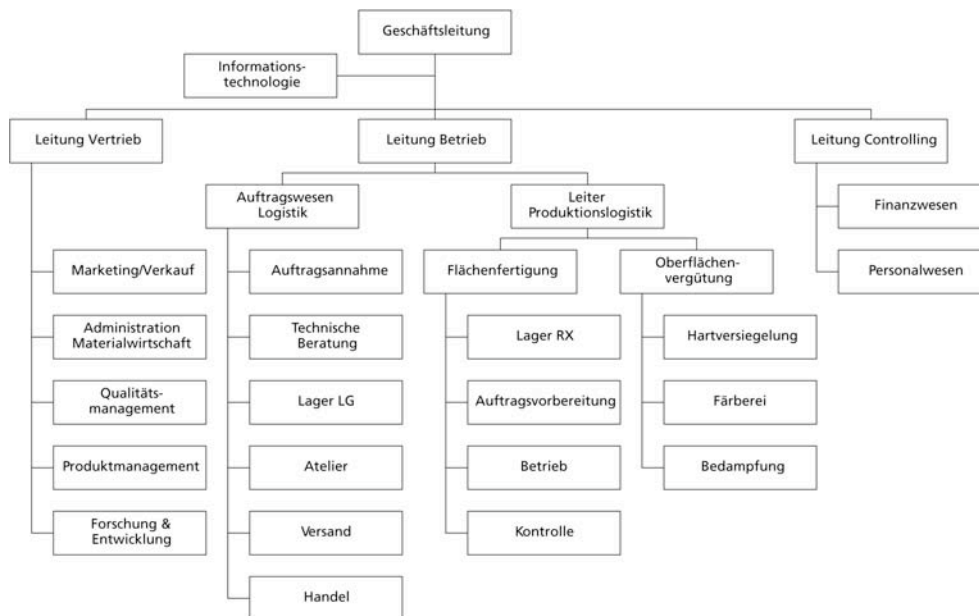 Geschäftsleitung
Informations-
technologie
Leitung Vertrieb
Leitung Betrieb
Leitung Controlling
Auftragswesen
Logistik
Leiter
Produktionslogistik
Finanzwesen
Marketing/Verkauf
Auftragsannahme
Flächenfertigung
Oberflächen-
vergütung
Personalwesen
Administration
Materialwirtschaft
Technische
Beratung
Lager RX
Hartversiegelung
Qualitäts-
management
Lager LG
Auftragsvorbereitung
Färberei
Produktmanagement
Atelier
Betrieb
Bedampfung
Forschung &
Entwicklung
Versand
Kontrolle
Handel